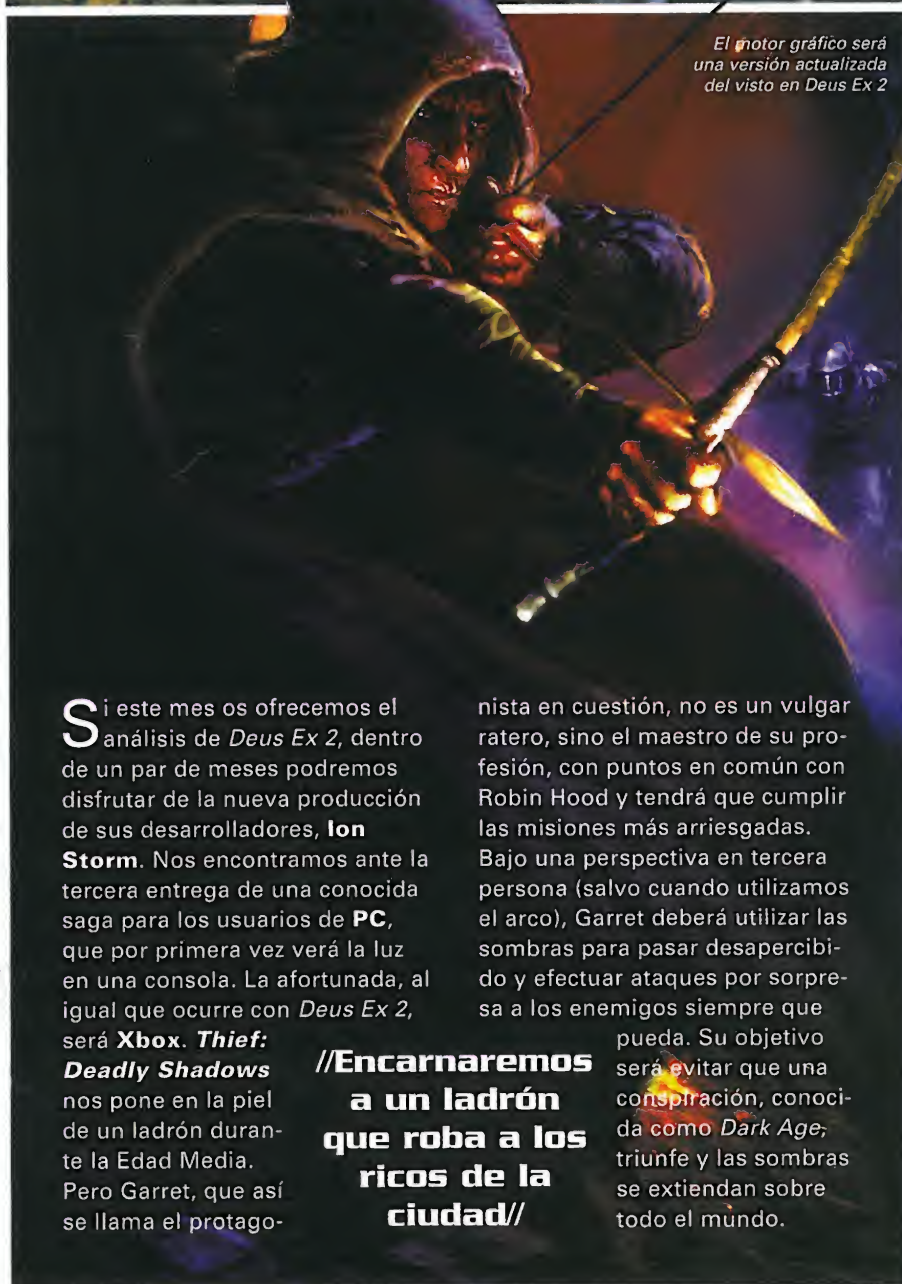 El motor gráfico será
una versión actualizada
del visto en Deus Ex 2
Si este mes os ofrecemos el
análisis de Deus Ex 2, dentro
de un par de meses podremos
disfrutar de la nueva producción
de sus desarrolladores, Ion
Storm. Nos encontramos ante la
tercera entrega de una conocida
saga para los usuarios de PC,
que por primera vez verá la luz
en una consola. La afortunada, al
igual que ocurre con Deus Ex 2,
será Xbox. Thief:
Deadly Shadows
nos pone en la piel
de un ladrón duran-
te la Edad Media.
Pero Garret, que así
se llama el protago-
//Encarnaremos
a un ladrón
que roba a los
ricos de la
ciudad//
nista en cuestión, no es un vulgar
ratero, sino el maestro de su pro-
fesión, con puntos en común con
Robin Hood y tendrá que cumplir
las misiones más arriesgadas.
Bajo una perspectiva en tercera
persona (salvo cuando utilizamos
el arco), Garret deberá utilizar las
sombras para pasar desapercibi-
do y efectuar ataques por sorpre-
sa a los enemigos siempre que
pueda. Su objetivo
será evitar que una
conspiración, conoci-
da como Dark Age,
triunfe y las sombras
se extiendan sobre
todo el mundo.